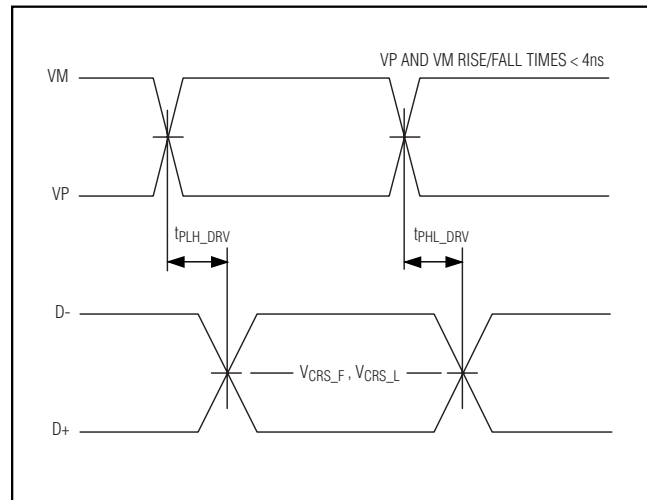 VP AND VM RISE/FALL TIMES < 4ns
VM
VP
tPLH_DRV
tPHL_DRV
D-
VCRS_F , VCRS_L
D+